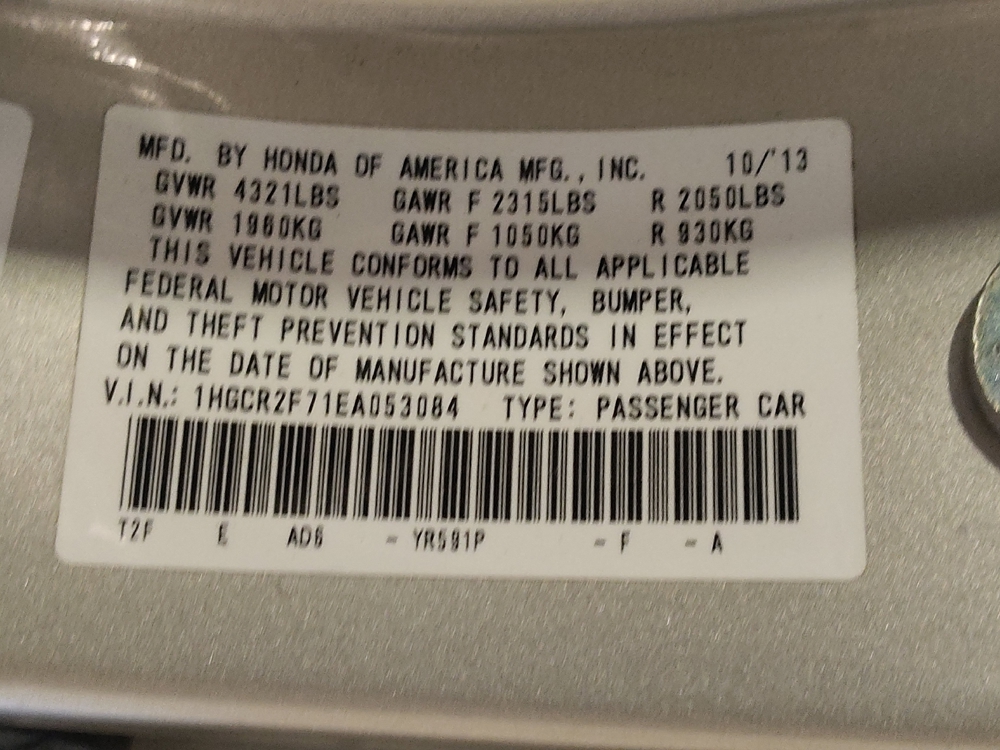 MFD. BY HONDA OF AMERICA MFG., INC. 10/'13
GVWR 4321LBS GAWR F 2315LBS R 2050LBS
GVWR 1960KG GAWR F 1050KG R 930KG
THIS VEHICLE CONFORMS TO ALL APPLICABLE
FEDERAL MOTOR VEHICLE SAFETY, BUMPER,
AND THEFT PREVENTION STANDARDS IN EFFECT
ON THE DATE OF MANUFACTURE SHOWN ABOVE.
V.I.N.: 1HGCR2F71EA053084 TYPE: PASSENGER CAR
T2F E AD6 - YR591P - F - A